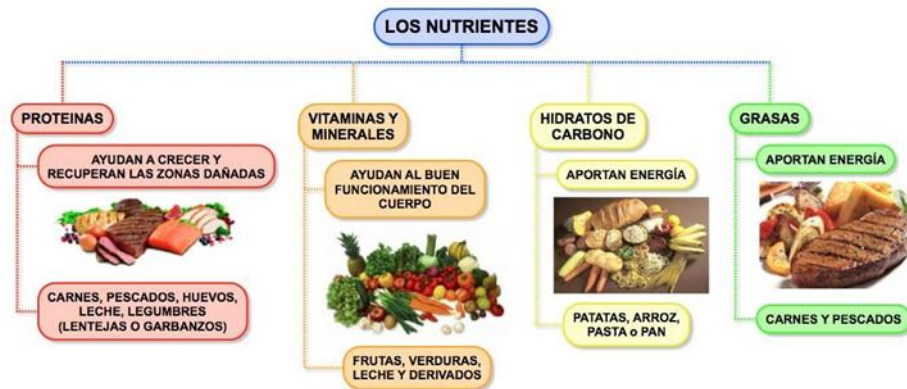 LOS NUTRIENTES
PROTEINAS
AYUDAN A CRECER Y
RECUPERAN LAS ZONAS DAÑADAS
CARNES, PESCADOS, HUEVOS,
LECHE, LEGUMBRES
(LENTEJAS O GARBANZOS)
VITAMINAS Y
MINERALES
AYUDAN AL BUEN
FUNCIONAMIENTO DEL
CUERPO
FRUTAS, VERDURAS,
LECHE Y DERIVADOS
HIDRATOS DE
CARBONO
APORTAN ENERGÍA
PATATAS, ARROZ,
PASTA o PAN
GRASAS
APORTAN ENERGÍA
CARNES Y PESCADOS